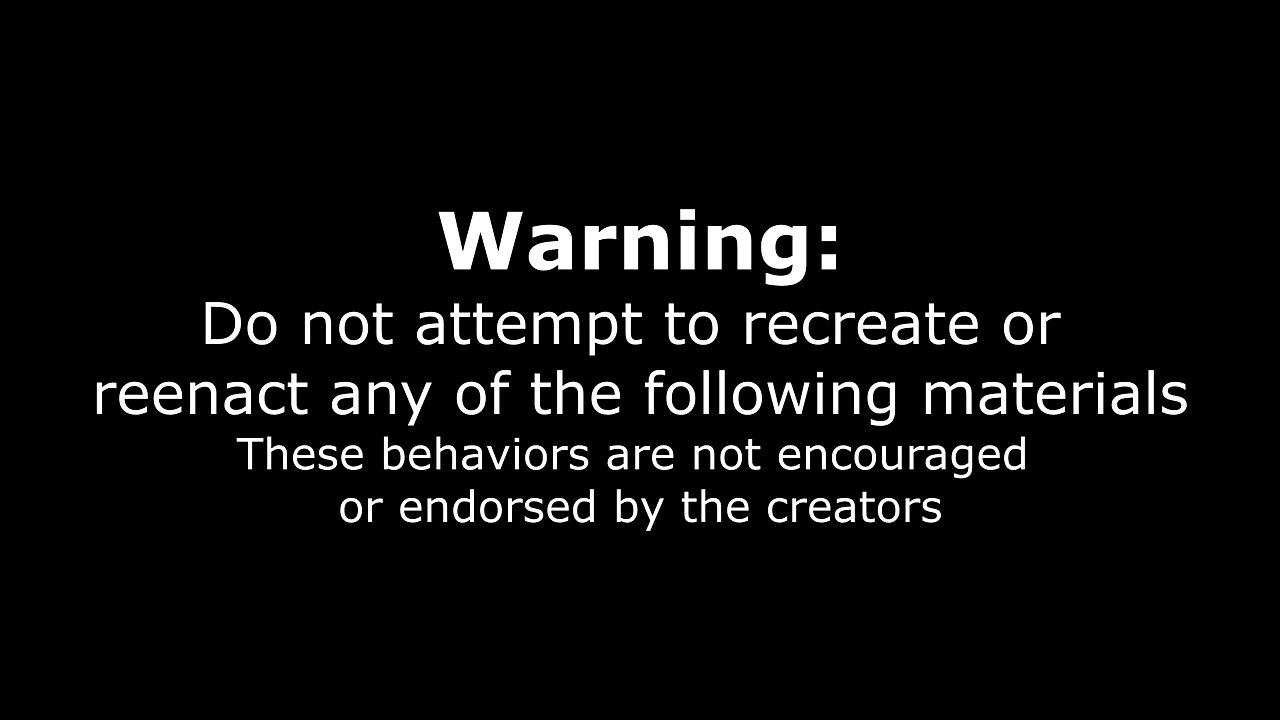 Warning:
Do not attempt to recreate or
reenact any of the following materials
These behaviors are not encouraged
or endorsed by the creators